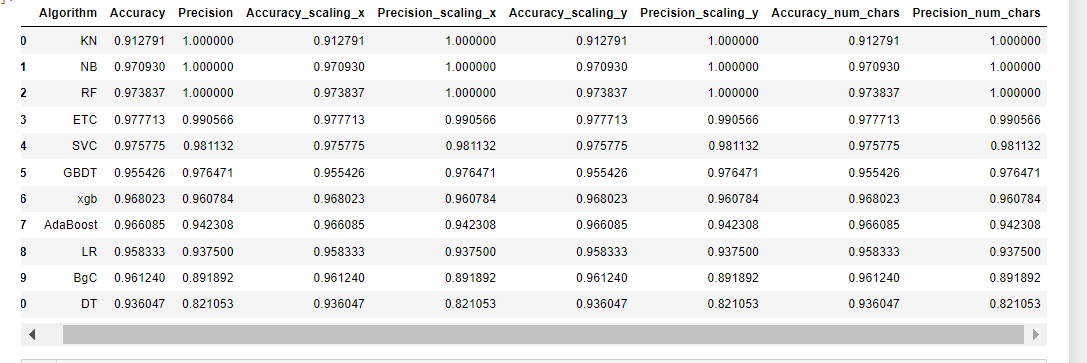 Algorithm Accuracy Precision Accuracy_scaling_x Precision_scaling_x Accuracy_scaling_y Precision_scaling_y Accuracy_num_chars Precision_num_chars
0 KN 0.912791 1.000000 0.912791 1.000000 0.912791 1.000000 0.912791 1.000000
1 NB 0.970930 1.000000 0.970930 1.000000 0.970930 1.000000 0.970930 1.000000
2 RF 0.973837 1.000000 0.973837 1.000000 0.973837 1.000000 0.973837 1.000000
3 ETC 0.977713 0.990566 0.977713 0.990566 0.977713 0.990566 0.977713 0.990566
4 SVC 0.975775 0.981132 0.975775 0.981132 0.975775 0.981132 0.975775 0.981132
5 GBDT 0.955426 0.976471 0.955426 0.976471 0.955426 0.976471 0.955426 0.976471
6 xgb 0.968023 0.960784 0.968023 0.960784 0.968023 0.960784 0.968023 0.960784
7 AdaBoost 0.966085 0.942308 0.966085 0.942308 0.966085 0.942308 0.966085 0.942308
8 LR 0.958333 0.937500 0.958333 0.937500 0.958333 0.937500 0.958333 0.937500
9 BgC 0.961240 0.891892 0.961240 0.891892 0.961240 0.891892 0.961240 0.891892
0 DT 0.936047 0.821053 0.936047 0.821053 0.936047 0.821053 0.936047 0.821053